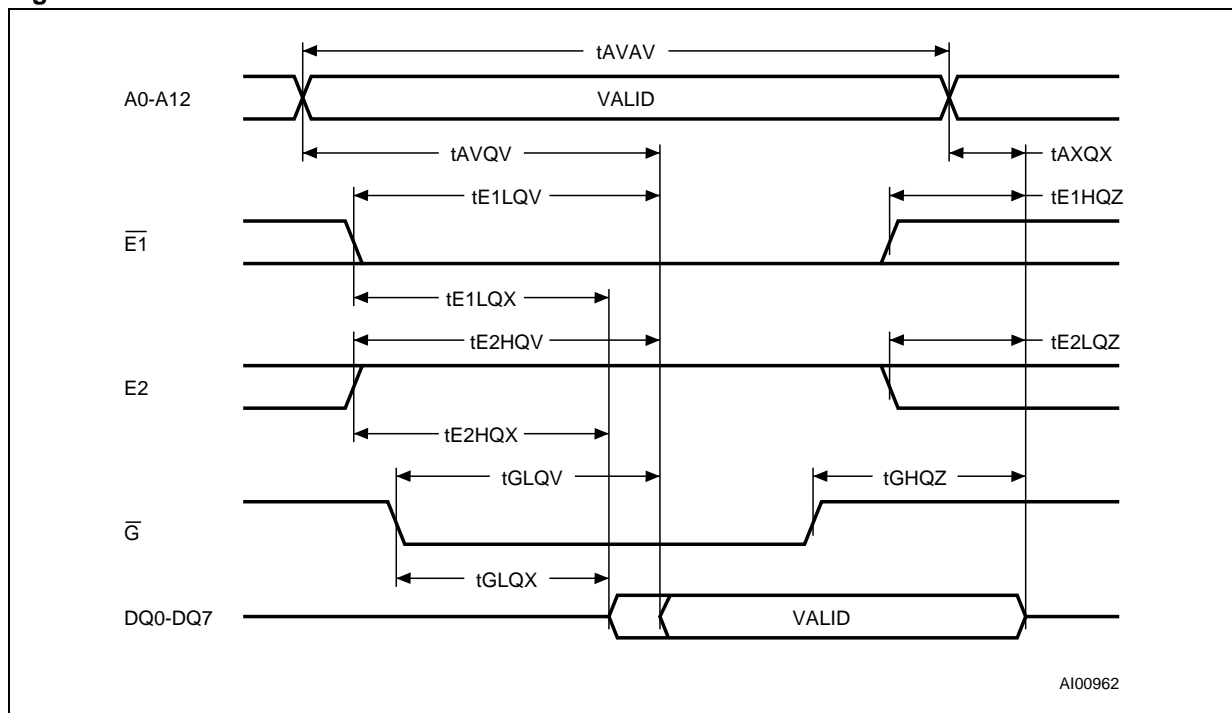 tAVAV
A0-A12 VALID
tAVQV tAXQX
tE1LQV tE1HQZ
E1
tE1LQX
tE2HQV tE2LQZ
E2
tE2HQX
tGLQV tGHQZ
G
tGLQX
DQ0-DQ7 VALID
AI00962